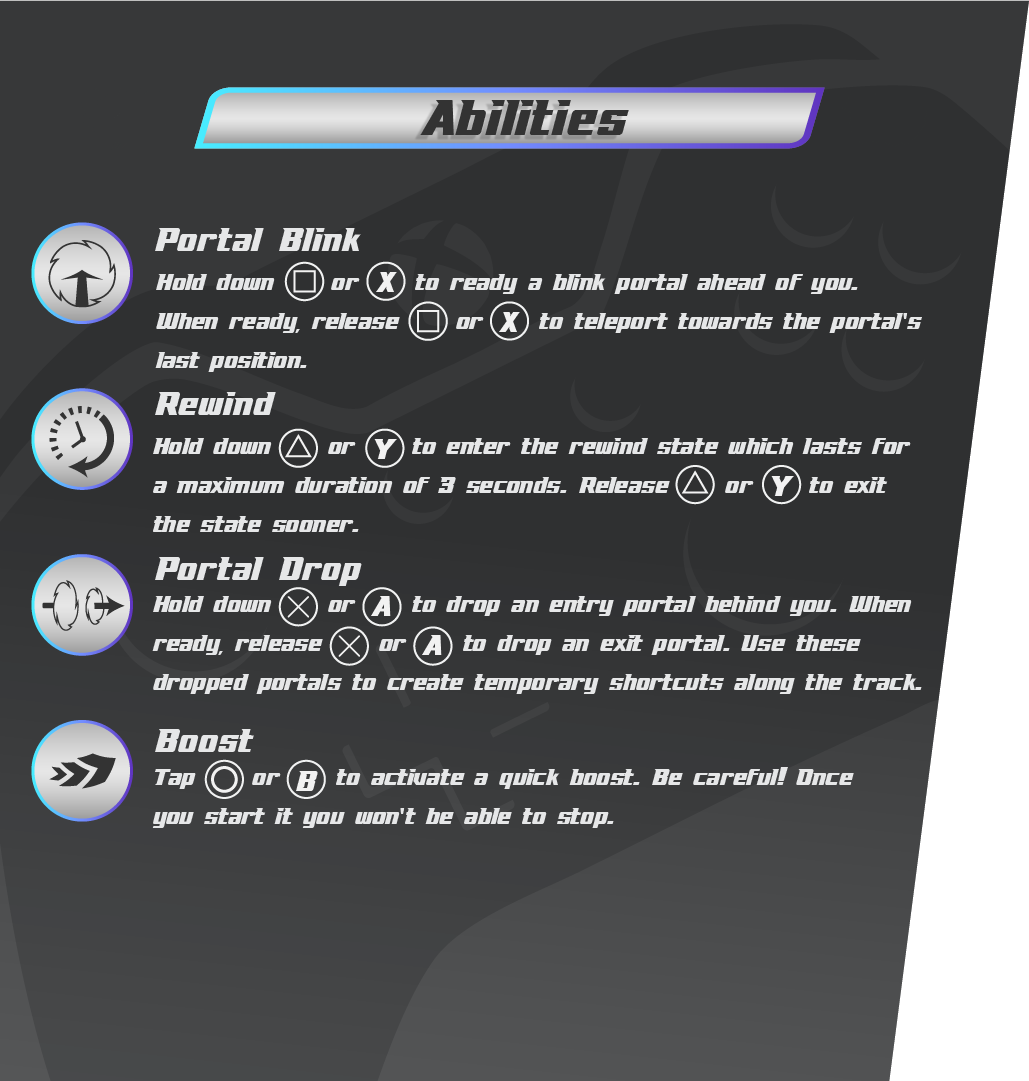 Abilities
Portal Blink
Hold down □ or X to ready a blink portal ahead of you.
When ready, release □ or X to teleport towards the portal's
last position.
Rewind
Hold down △ or Y to enter the rewind state which lasts for
a maximum duration of 3 seconds. Release △ or Y to exit
the state sooner.
Portal Drop
Hold down ✕ or A to drop an entry portal behind you. When
ready, release ✕ or A to drop an exit portal. Use these
dropped portals to create temporary shortcuts along the track.
Boost
Tap ○ or B to activate a quick boost. Be careful! Once
you start it you won't be able to stop.